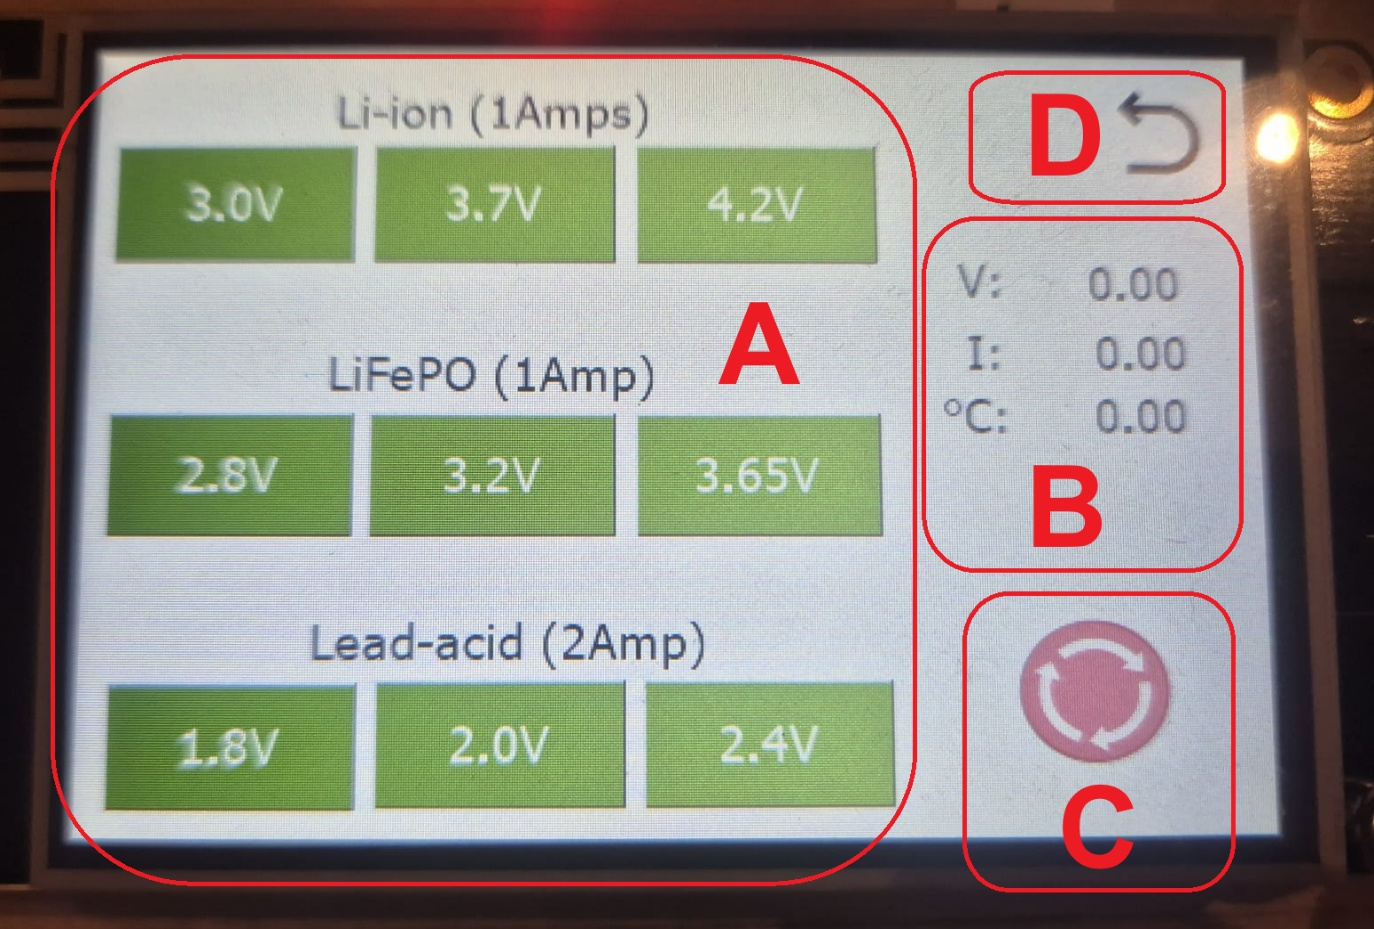 Li-ion (1Amps)
3.0V 3.7V 4.2V
LiFePO (1Amp)
2.8V 3.2V 3.65V
Lead-acid (2Amp)
1.8V 2.0V 2.4V
A
D
V: 0.00
I: 0.00
°C: 0.00
B
C